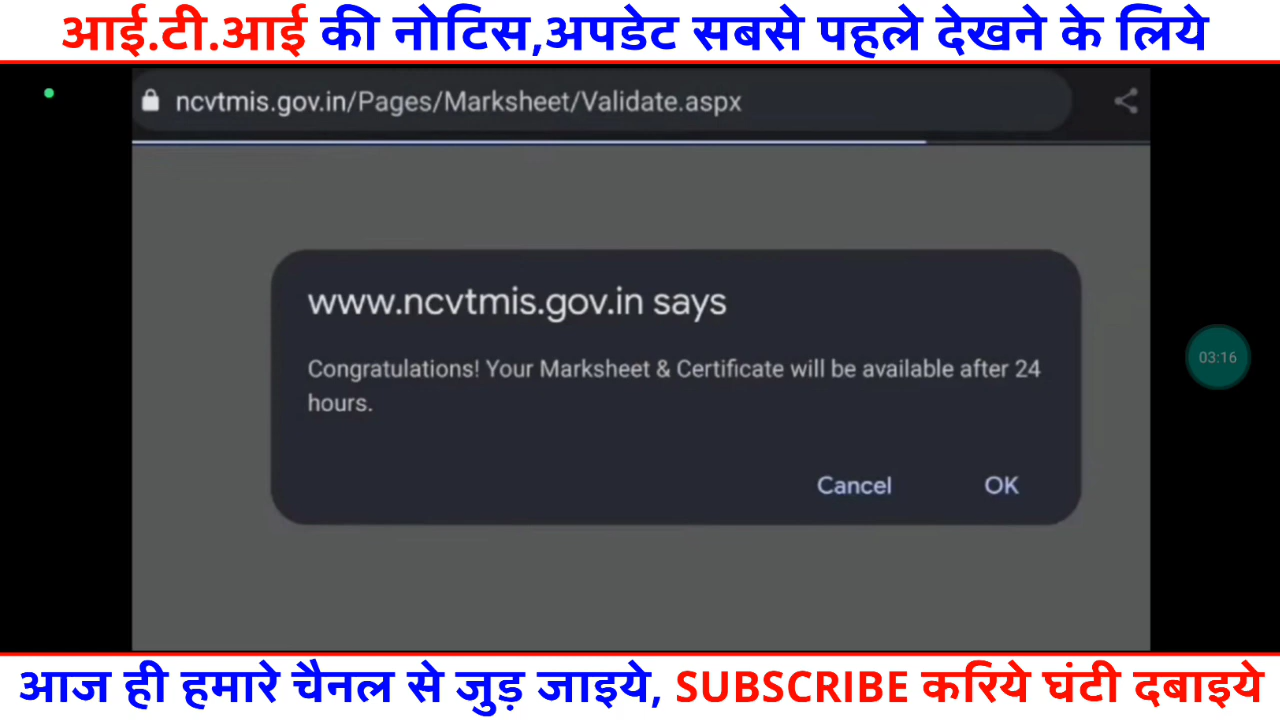 आई.टी.आई की नोटिस,अपडेट सबसे पहले देखने के लिये
ncvtmis.gov.in/Pages/Marksheet/Validate.aspx
www.ncvtmis.gov.in says
Congratulations! Your Marksheet & Certificate will be available after 24
hours.
Cancel OK
03:16
आज ही हमारे चैनल से जुड़ जाइये, SUBSCRIBE करिये घंटी दबाइये